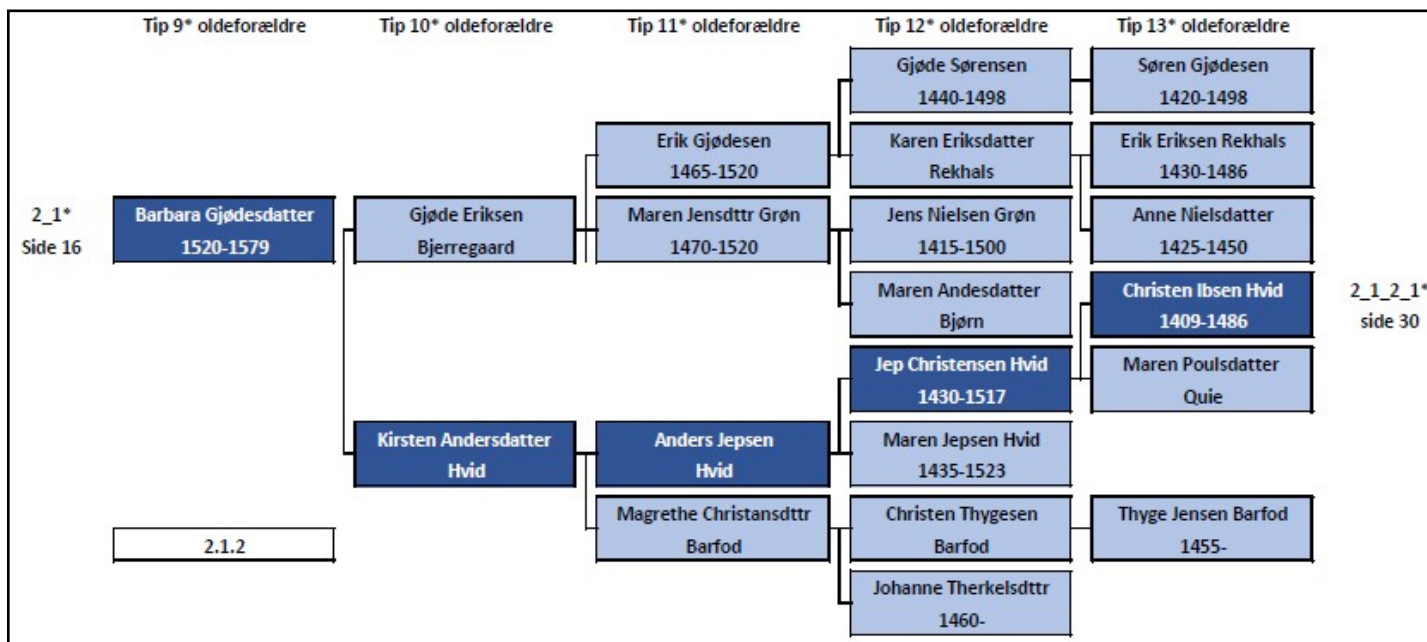 Tip 9* oldeforældre Tip 10* oldeforældre Tip 11* oldeforældre Tip 12* oldeforældre Tip 13* oldeforældre
Gjøde Sørensen Søren Gjødesen
1440-1498 1420-1498
Erik Gjødesen Karen Eriksdatter Erik Eriksen Rekhals
1465-1520 Rekhals 1430-1486
2_1* Barbara Gjødesdatter Gjøde Eriksen Maren Jensdttr Grøn Jens Nielsen Grøn Anne Nielsdatter
Side 16 1520-1579 Bjerregaard 1470-1520 1415-1500 1425-1450
Maren Andesdatter Christen Ibsen Hvid 2_1_2_1*
Bjørn 1409-1486 side 30
Jep Christensen Hvid Maren Poulsdatter
1430-1517 Quie
Kirsten Andersdatter Anders Jepsen Maren Jepsen Hvid
Hvid Hvid 1435-1523
Magrethe Christansdttr Christen Thygesen Thyge Jensen Barfod
2.1.2 Barfod Barfod 1455-
Johanne Therkelsdttr
1460-